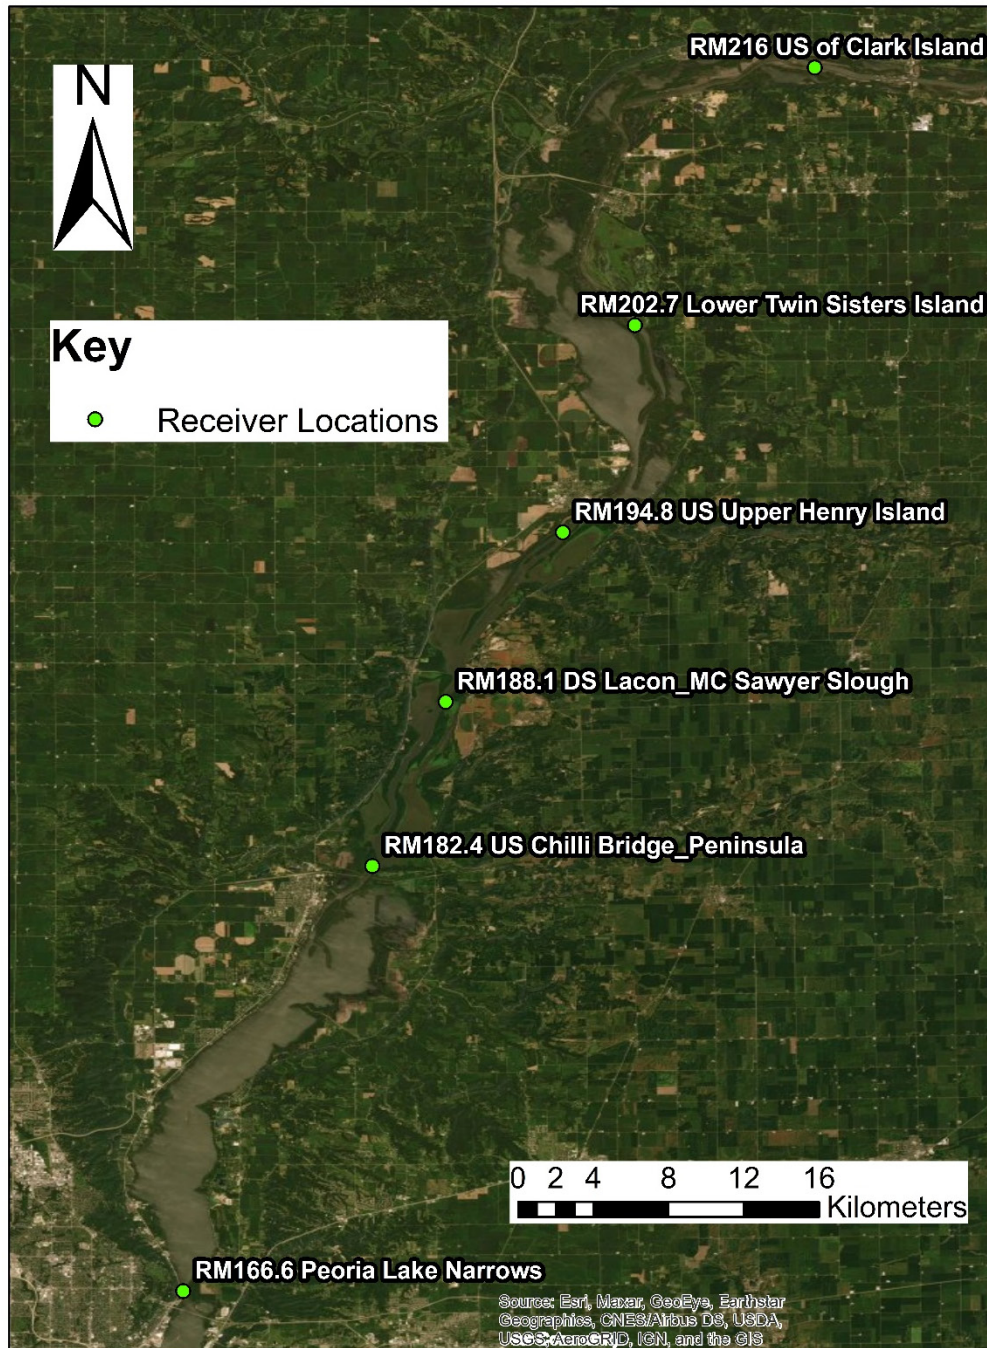 RM216 US of Clark Island
N
RM202.7 Lower Twin Sisters Island
Key
Receiver Locations
RM194.8 US Upper Henry Island
RM188.1 DS Lacon_MC Sawyer Slough
RM182.4 US Chilli Bridge_Peninsula
0 2 4 8 12 16
Kilometers
RM166.6 Peoria Lake Narrows
Source: Esri, Maxar, GeoEye, Earthstar
Geographics, CNES/Airbus DS, USDA,
USGS, AeroGRID, IGN, and the GIS